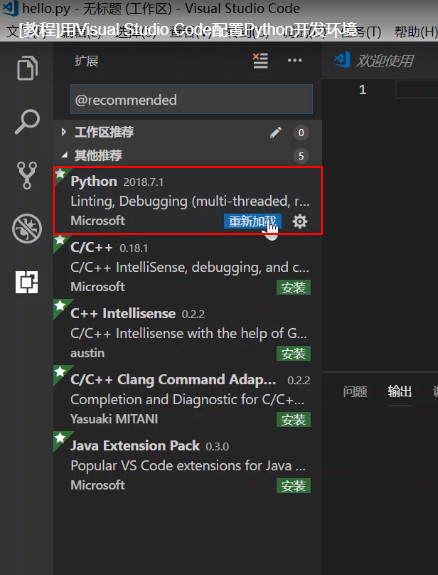 hello.py - 无标题 (工作区) - Visual Studio Code
[教程]用Visual Studio Code配置Python开发环境
扩展
欢迎使用
@recommended
1
工作区推荐 0
其他推荐 5
Python 2018.7.1
Linting, Debugging (multi-threaded, r...
Microsoft 重新加载
C/C++ 0.18.1
C/C++ IntelliSense, debugging, and c...
Microsoft 安装
C++ Intellisense 0.2.2
C/C++ Intellisense with the help of G...
austin 安装
C/C++ Clang Command Adap... 0.2.2
Completion and Diagnostic for C/C+...
Yasuaki MITANI 安装
问题 输出
Java Extension Pack 0.3.0
Popular VS Code extensions for Java ...
Microsoft 安装